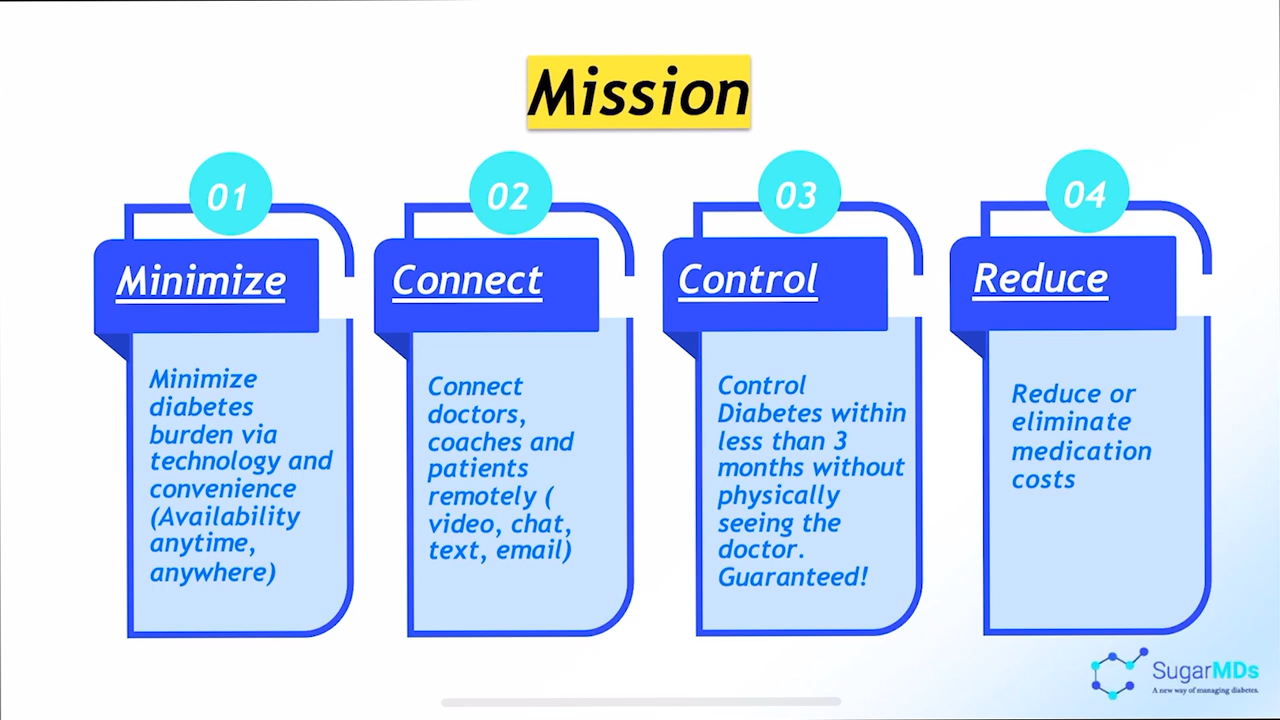 Mission
01
Minimize
Minimize
diabetes
burden via
technology and
convenience
(Availability
anytime,
anywhere)
02
Connect
Connect
doctors,
coaches and
patients
remotely (
video, chat,
text, email)
03
Control
Control
Diabetes within
less than 3
months without
physically
seeing the
doctor.
Guaranteed!
04
Reduce
Reduce or
eliminate
medication
costs
SugarMDs
A new way of managing diabetes.